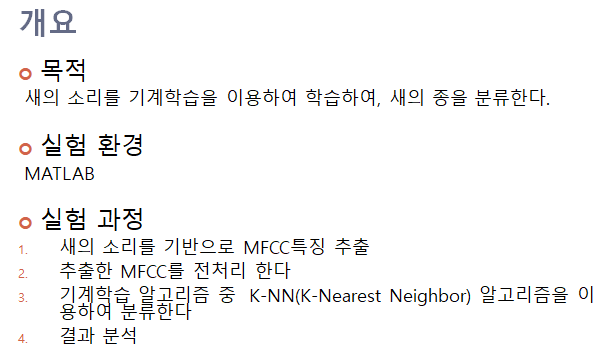 개요
목적
새의 소리를 기계학습을 이용하여 학습하여, 새의 종을 분류한다.
실험 환경
MATLAB
실험 과정
1. 새의 소리를 기반으로 MFCC특징 추출
2. 추출한 MFCC를 전처리 한다
3. 기계학습 알고리즘 중 K-NN(K-Nearest Neighbor) 알고리즘을 이
용하여 분류한다
4. 결과 분석